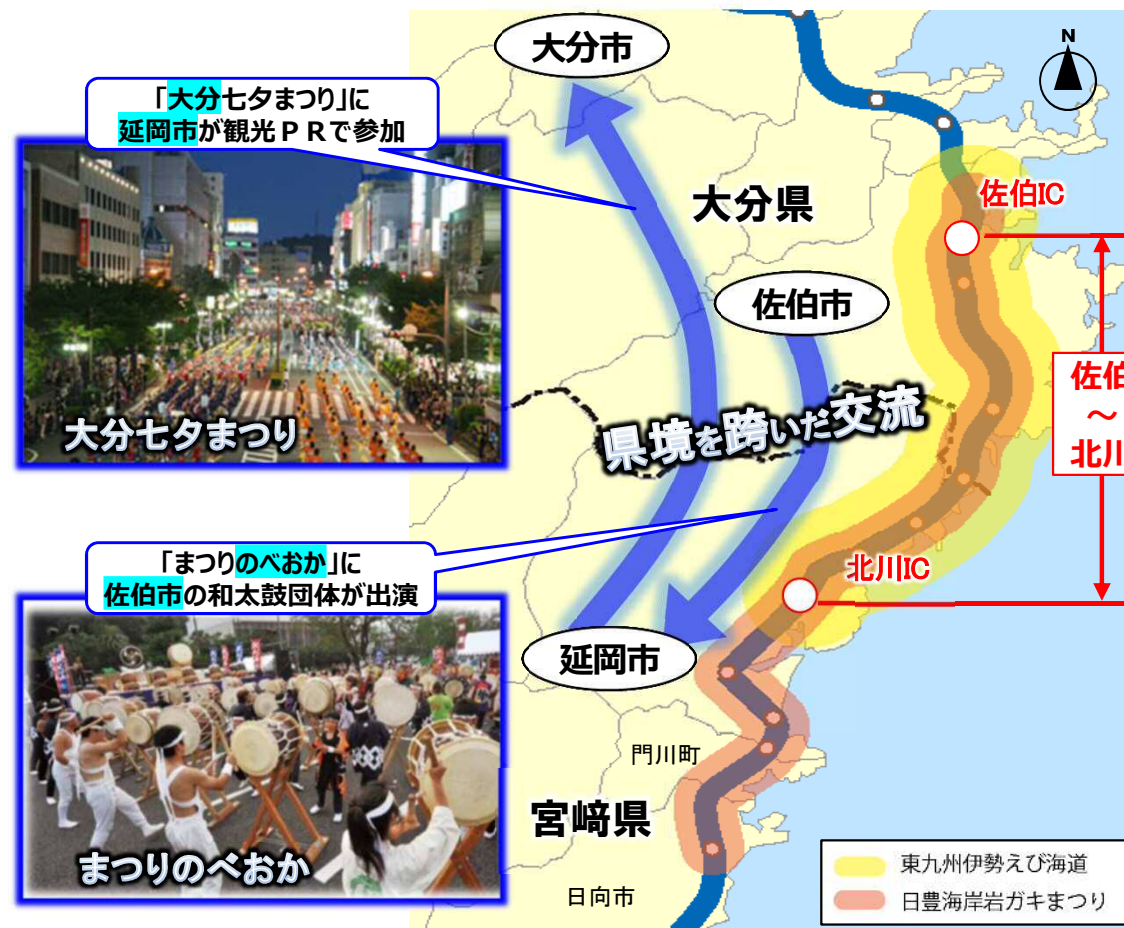 大分市
N
「大分七夕まつり」に
延岡市が観光PRで参加
大分県
佐伯IC
佐伯市
佐伯
～
北川
大分七夕まつり
県境を跨いだ交流
「まつりのべおか」に
佐伯市の和太鼓団体が出演
北川IC
延岡市
門川町
宮﨑県
まつりのべおか
日向市
東九州伊勢えび海道
日豊海岸岩ガキまつり